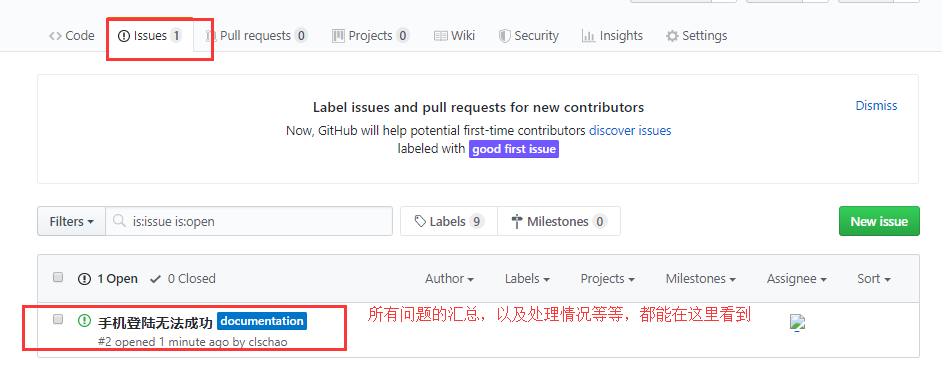 Code Issues 1 Pull requests 0 Projects 0 Wiki Security Insights Settings
Label issues and pull requests for new contributors
Dismiss
Now, GitHub will help potential first-time contributors discover issues
labeled with good first issue
Filters is:issue is:open Labels 9 Milestones 0 New issue
1 Open 0 Closed Author Labels Projects Milestones Assignee Sort
手机登陆无法成功 documentation
所有问题的汇总，以及处理情况等等，都能在这里看到
#2 opened 1 minute ago by clschao